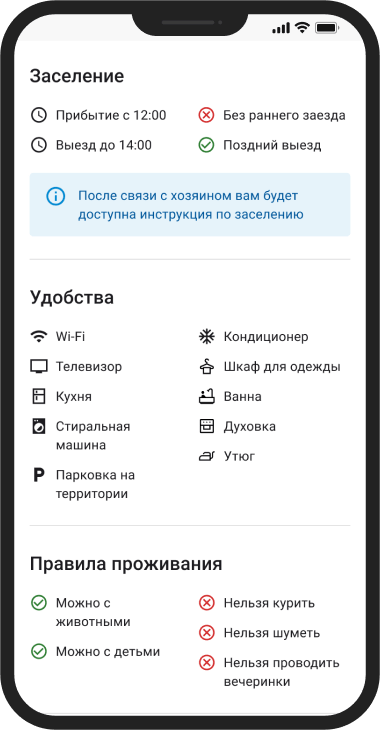 Заселение
Прибытие с 12:00
Без раннего заезда
Выезд до 14:00
Поздний выезд
После связи с хозяином вам будет
доступна инструкция по заселению
Удобства
Wi-Fi
Кондиционер
Телевизор
Шкаф для одежды
Кухня
Ванна
Стиральная
машина
Духовка
Утюг
P
Парковка на
территории
Правила проживания
Можно с
животными
Нельзя курить
Нельзя шуметь
Можно с детьми
Нельзя проводить
вечеринки